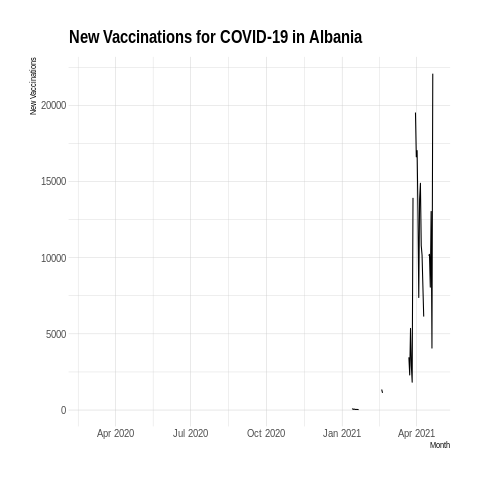 New Vaccinations for COVID-19 in Albania
New Vaccinations
20000
15000
10000
5000
0
Apr 2020 Jul 2020 Oct 2020 Jan 2021 Apr 2021
Month